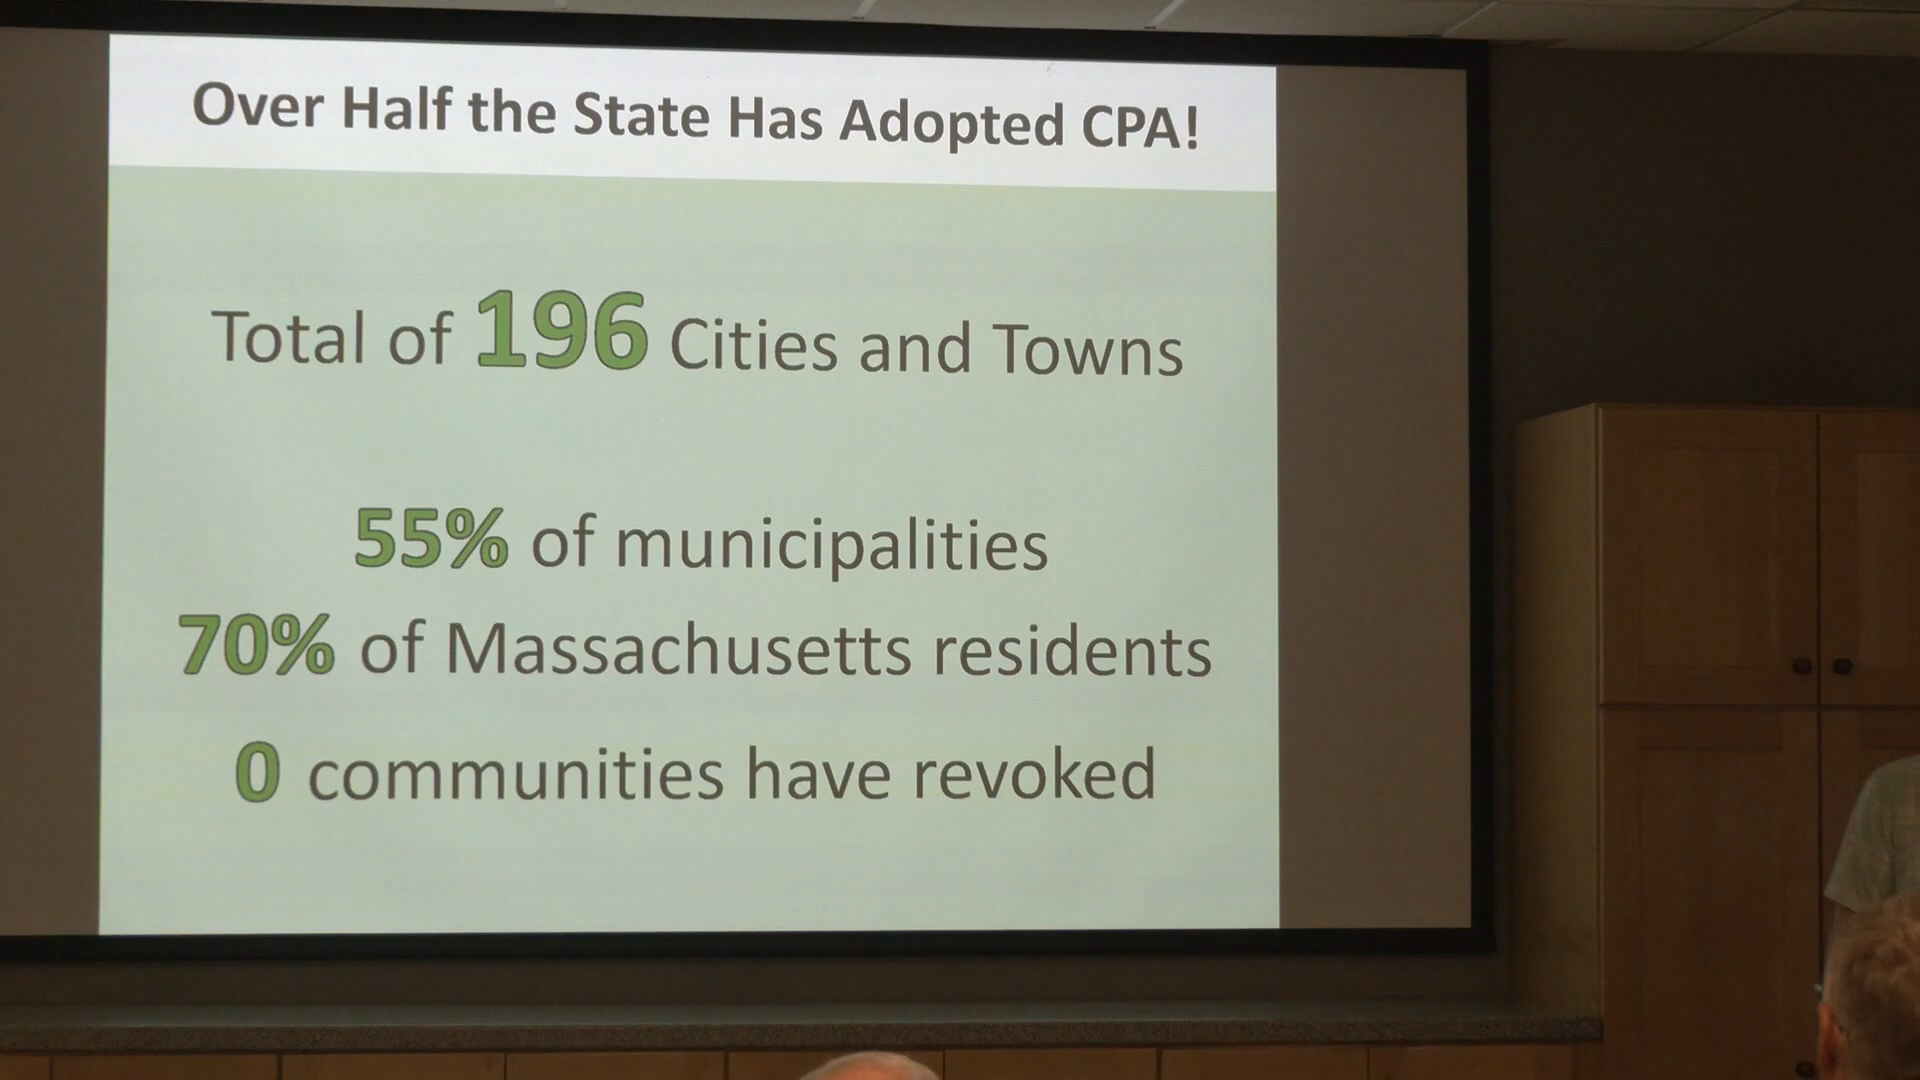 Over Half the State Has Adopted CPA!
Total of 196 Cities and Towns
55% of municipalities
70% of Massachusetts residents
0 communities have revoked